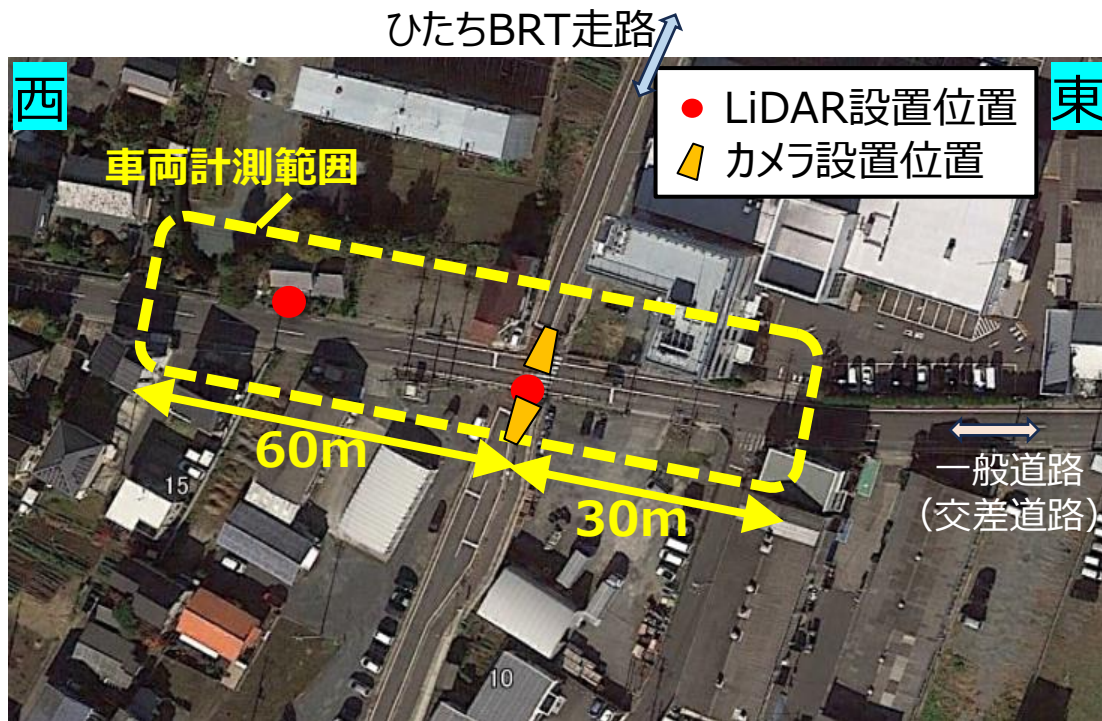 ひたちBRT走路
西
東
LiDAR設置位置
カメラ設置位置
車両計測範囲
60m
30m
15
10
一般道路
（交差道路）